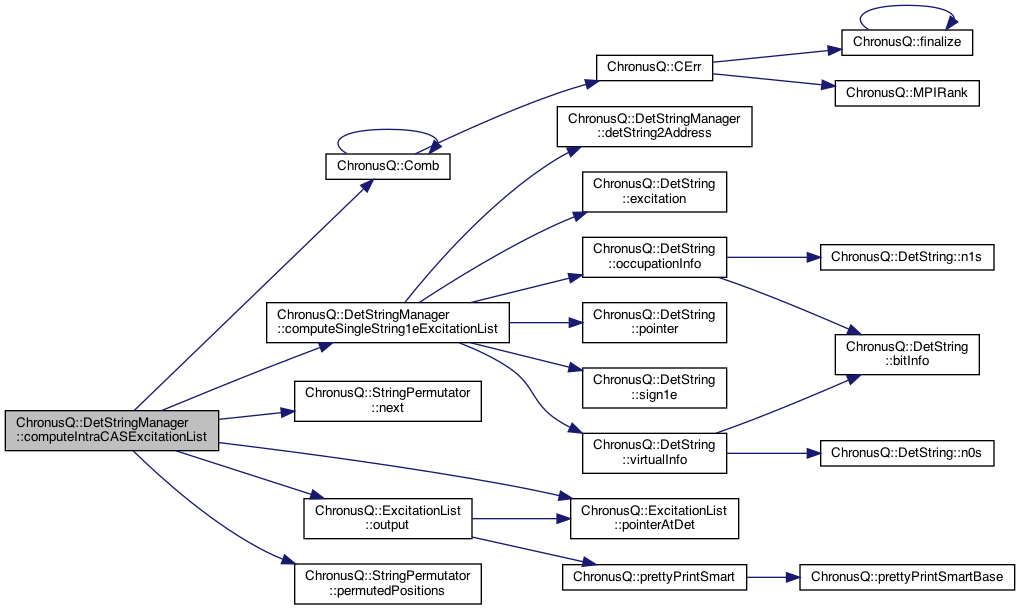 ChronusQ::finalize
ChronusQ::CErr
ChronusQ::MPIRank
ChronusQ::DetStringManager
::detString2Address
ChronusQ::Comb
ChronusQ::DetString
::excitation
ChronusQ::DetString
::occupationInfo
ChronusQ::DetString::n1s
ChronusQ::DetStringManager
::computeSingleString1eExcitationList
ChronusQ::DetString
::pointer
ChronusQ::DetString
::bitInfo
ChronusQ::DetString
::sign1e
ChronusQ::StringPermutator
::next
ChronusQ::DetStringManager
::computeIntraCASExcitationList
ChronusQ::DetString
::virtualInfo
ChronusQ::DetString::n0s
ChronusQ::ExcitationList
::output
ChronusQ::ExcitationList
::pointerAtDet
ChronusQ::StringPermutator
::permutedPositions
ChronusQ::prettyPrintSmart
ChronusQ::prettyPrintSmartBase